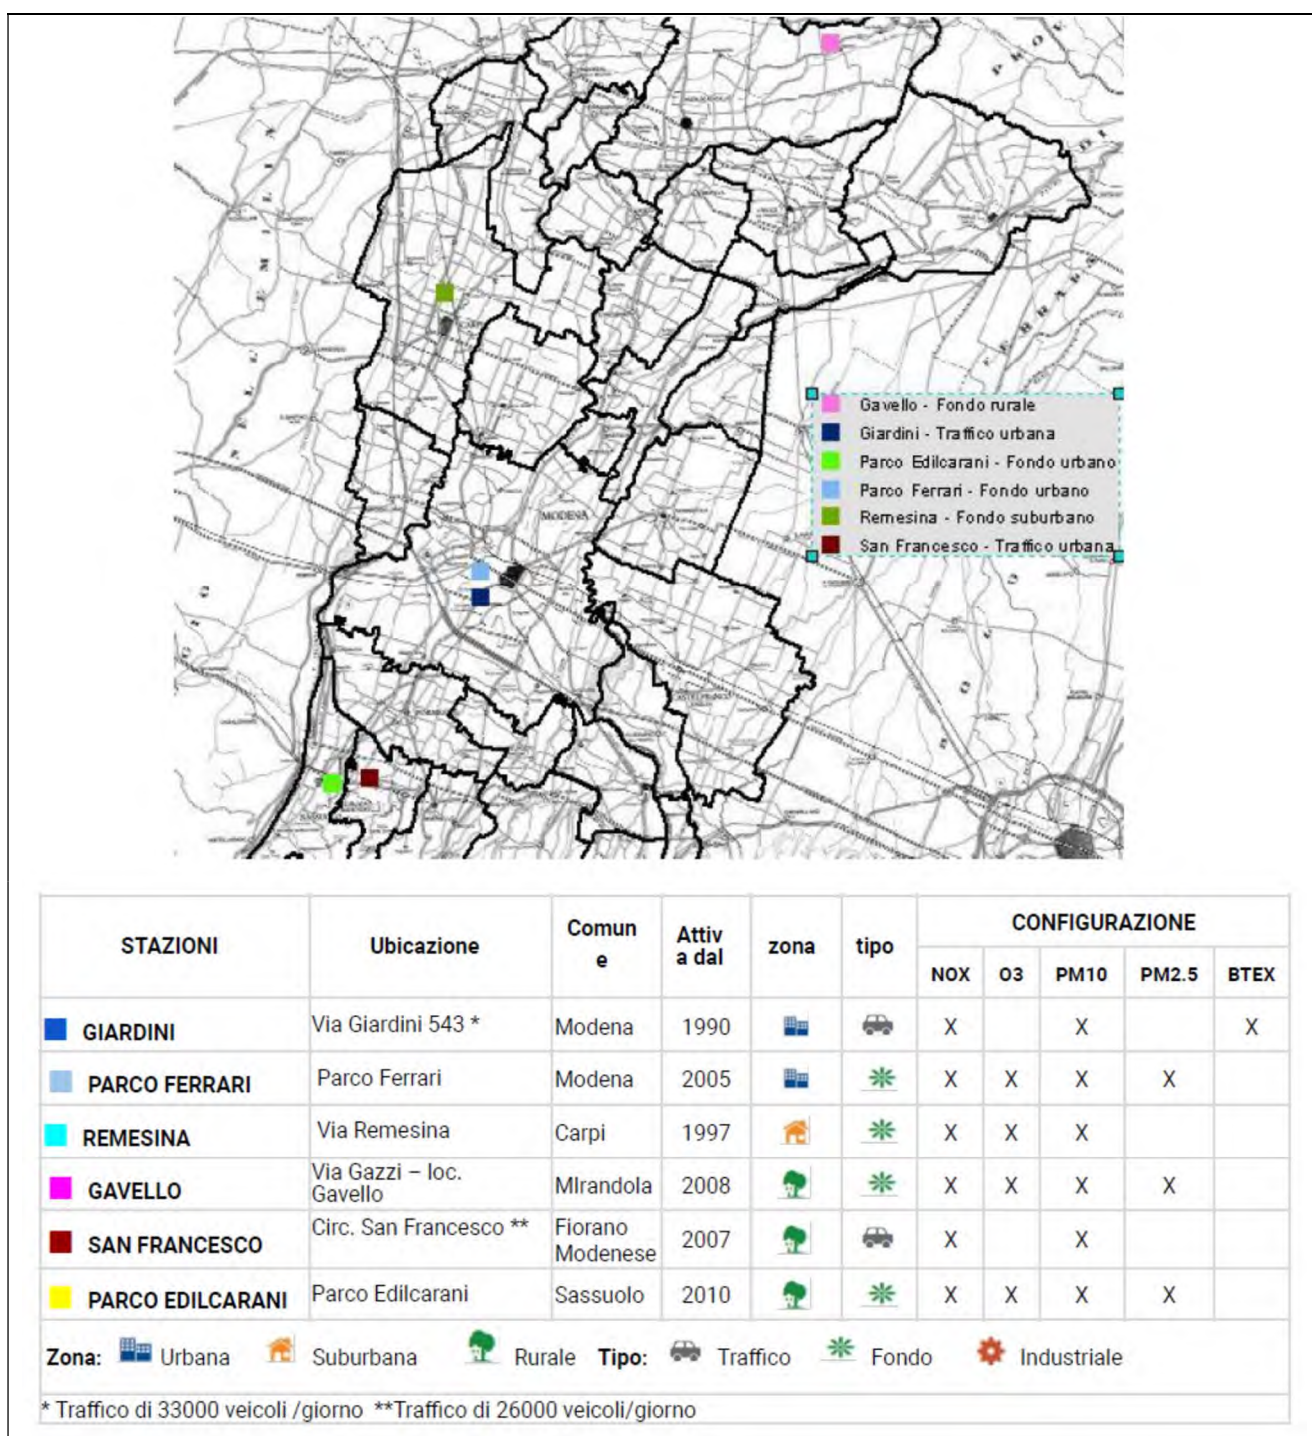 MODENA
Gavello - Fondo rurale
Giardini - Traffico urbana
Parco Edilcarani - Fondo urbano
Parco Ferrari - Fondo urbano
Remesina - Fondo suburbano
San Francesco - Traffico urbana
STAZIONI Ubicazione Comun e Attiv a dal zona tipo CONFIGURAZIONE
NOX O3 PM10 PM2.5 BTEX
GIARDINI Via Giardini 543 * Modena 1990 X X X
PARCO FERRARI Parco Ferrari Modena 2005 X X X X
REMESINA Via Remesina Carpi 1997 X X X
GAVELLO Via Gazzi – loc. Gavello MIrandola 2008 X X X X
SAN FRANCESCO Circ. San Francesco ** Fiorano Modenese 2007 X X
PARCO EDILCARANI Parco Edilcarani Sassuolo 2010 X X X X
Zona: Urbana Suburbana Rurale Tipo: Traffico Fondo Industriale
* Traffico di 33000 veicoli /giorno **Traffico di 26000 veicoli/giorno